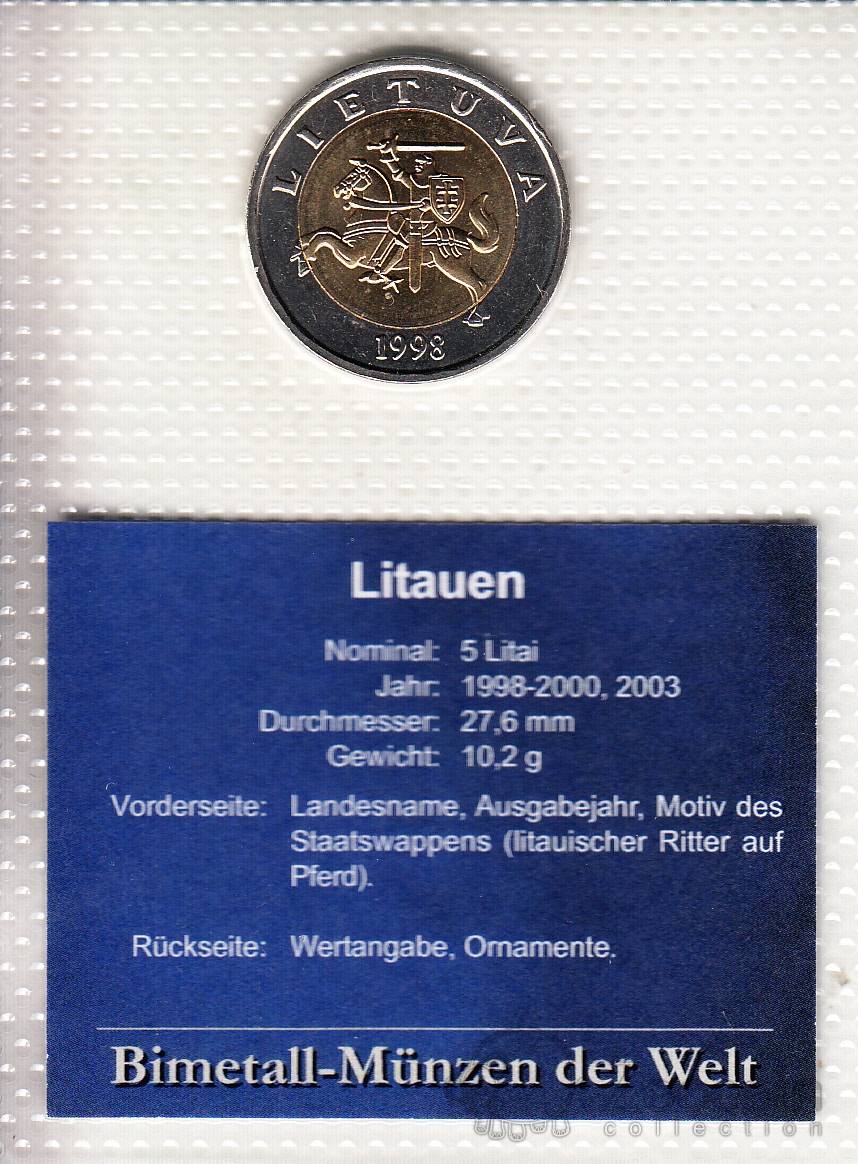 LIETUVA
1998
Litauen
Nominal: 5 Litai
Jahr: 1998-2000, 2003
Durchmesser: 27,6 mm
Gewicht: 10,2 g
Vorderseite: Landesname, Ausgabejahr, Motiv des
Staatswappens (litauischer Ritter auf
Pferd).
Rückseite: Wertangabe, Ornamente.
Bimetall-Münzen der Welt
collection